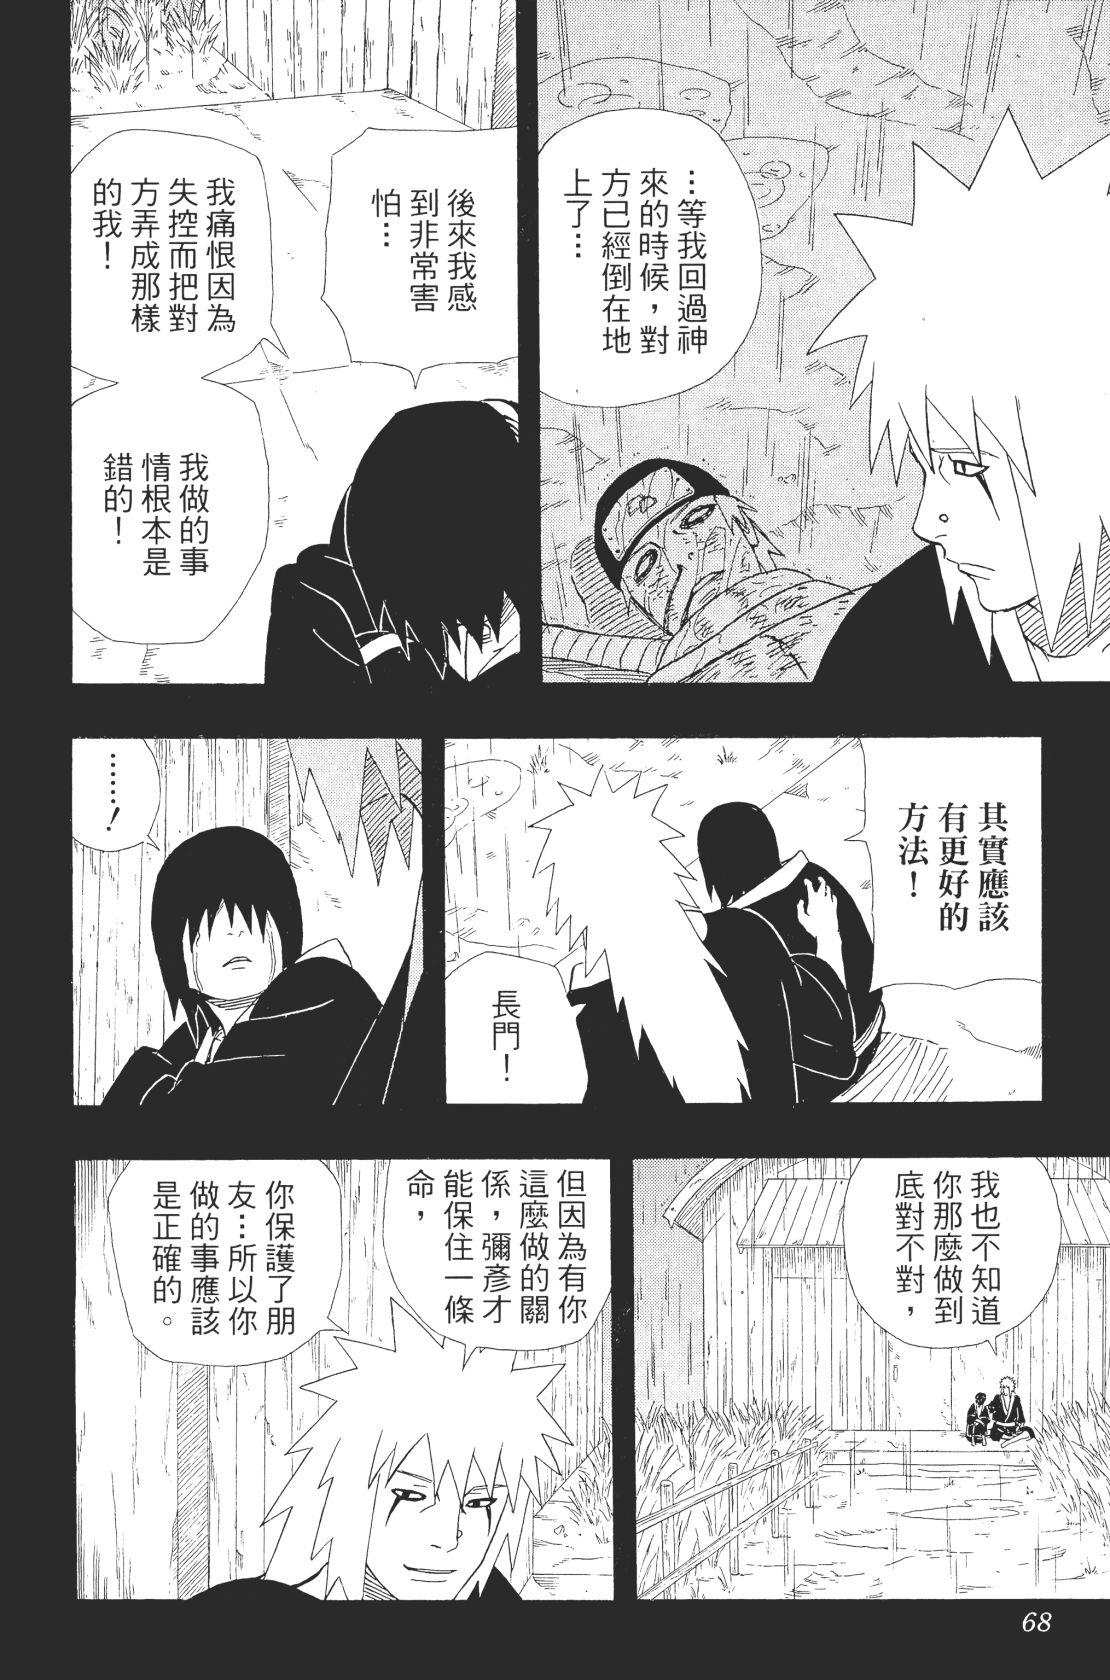 …等我回過神
來的時候，對
方已經倒在地
上了…
後來我感
到非常害
怕…
我痛恨因為
失控而把對
方弄成那樣
的我！
我做的事
情根本是
錯的！
其實應該
有更好的
方法！
長門！
……！
我也不知道
你那麼做到
底對不對，
但因為有你
這麼做的關
係，彌彥才
能保住一條
命，
你保護了朋
友…所以你
做的事應該
是正確的。
68